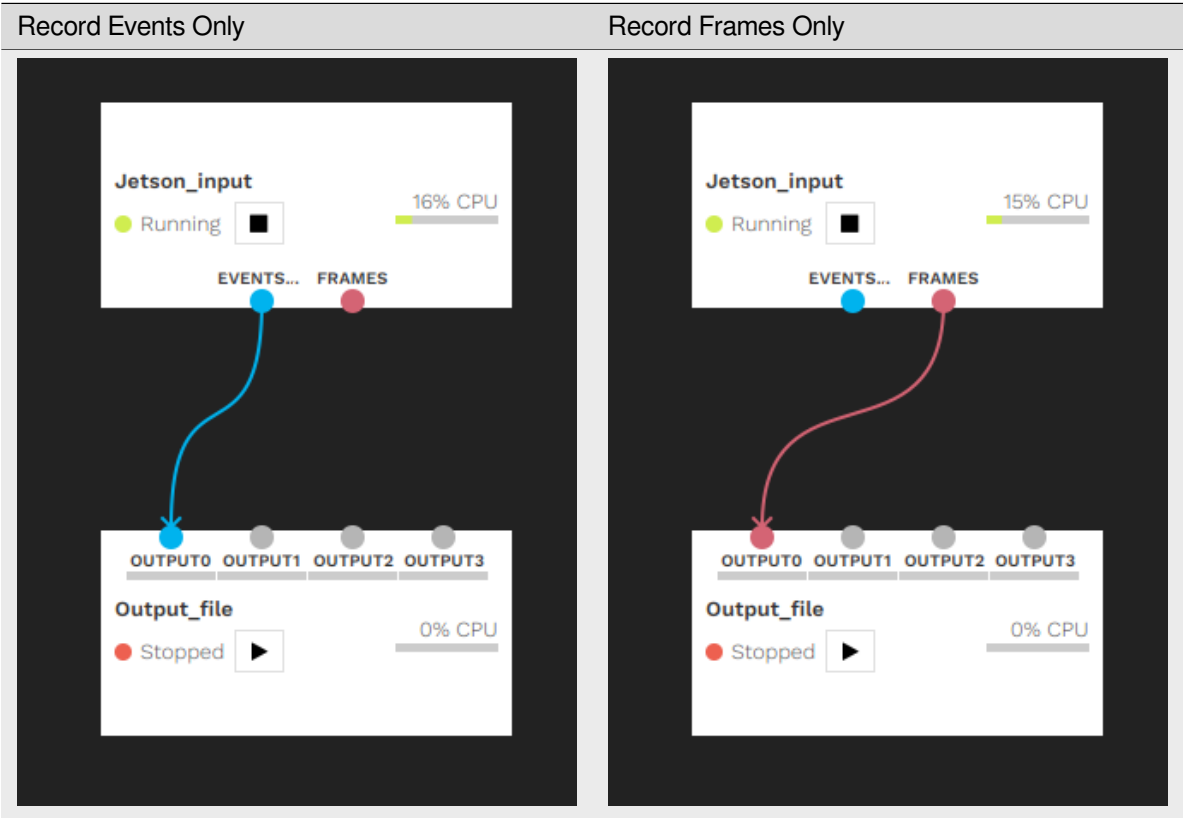 Record Events Only
Record Frames Only
Jetson_input
Running
16% CPU
EVENTS... FRAMES
OUTPUT0 OUTPUT1 OUTPUT2 OUTPUT3
Output_file
Stopped
0% CPU
Jetson_input
Running
15% CPU
EVENTS... FRAMES
OUTPUT0 OUTPUT1 OUTPUT2 OUTPUT3
Output_file
Stopped
0% CPU